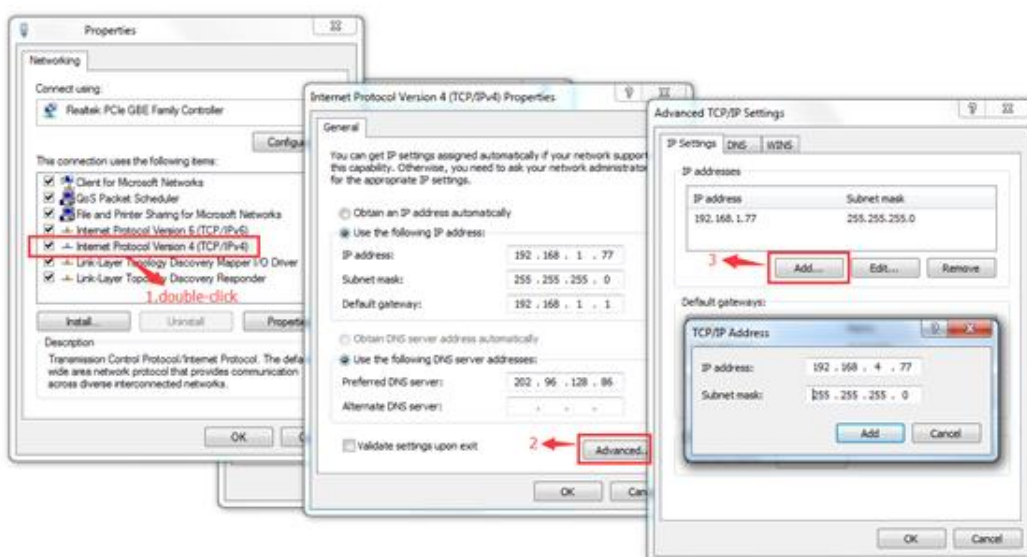 Properties
Networking
Connect using:
Realtek PCIe GBE Family Controller
This connection uses the following items:
Client for Microsoft Networks
QoS Packet Scheduler
File and Printer Sharing for Microsoft Networks
Internet Protocol Version 6 (TCP/IPv6)
Internet Protocol Version 4 (TCP/IPv4)
Link-Layer Topology Discovery Mapper I/O Driver
Link-Layer Topology Discovery Responder
1.double-click
Install...
Uninstall
Description
Transmission Control Protocol/Internet Protocol. The
wide area network protocol that provides communication
across diverse interconnected networks.
OK
Internet Protocol Version 4 (TCP/IPv4) Properties
General
You can get IP settings assigned automatically if your network
this capability. Otherwise, you need to ask your network administrator
for the appropriate IP settings.
Obtain an IP address automatically
Use the following IP address:
IP address: 192 . 168 . 1 . 77
Subnet mask: 255 . 255 . 255 . 0
Default gateway: 192 . 168 . 1 . 1
Obtain DNS server address automatically
Use the following DNS server addresses:
Preferred DNS server: 202 . 96 . 128 . 86
Alternate DNS server: . . .
Validate settings upon exit
2
Advanced...
OK
Advanced TCP/IP Settings
IP Settings DNS WINS
IP addresses
IP address Subnet mask
192.168.1.77 255.255.255.0
3
Add... Edit... Remove
Default gateways:
TCP/IP Address
IP address: 192 . 168 . 4 . 77
Subnet mask: 255 . 255 . 255 . 0
Add Cancel
OK Cancel